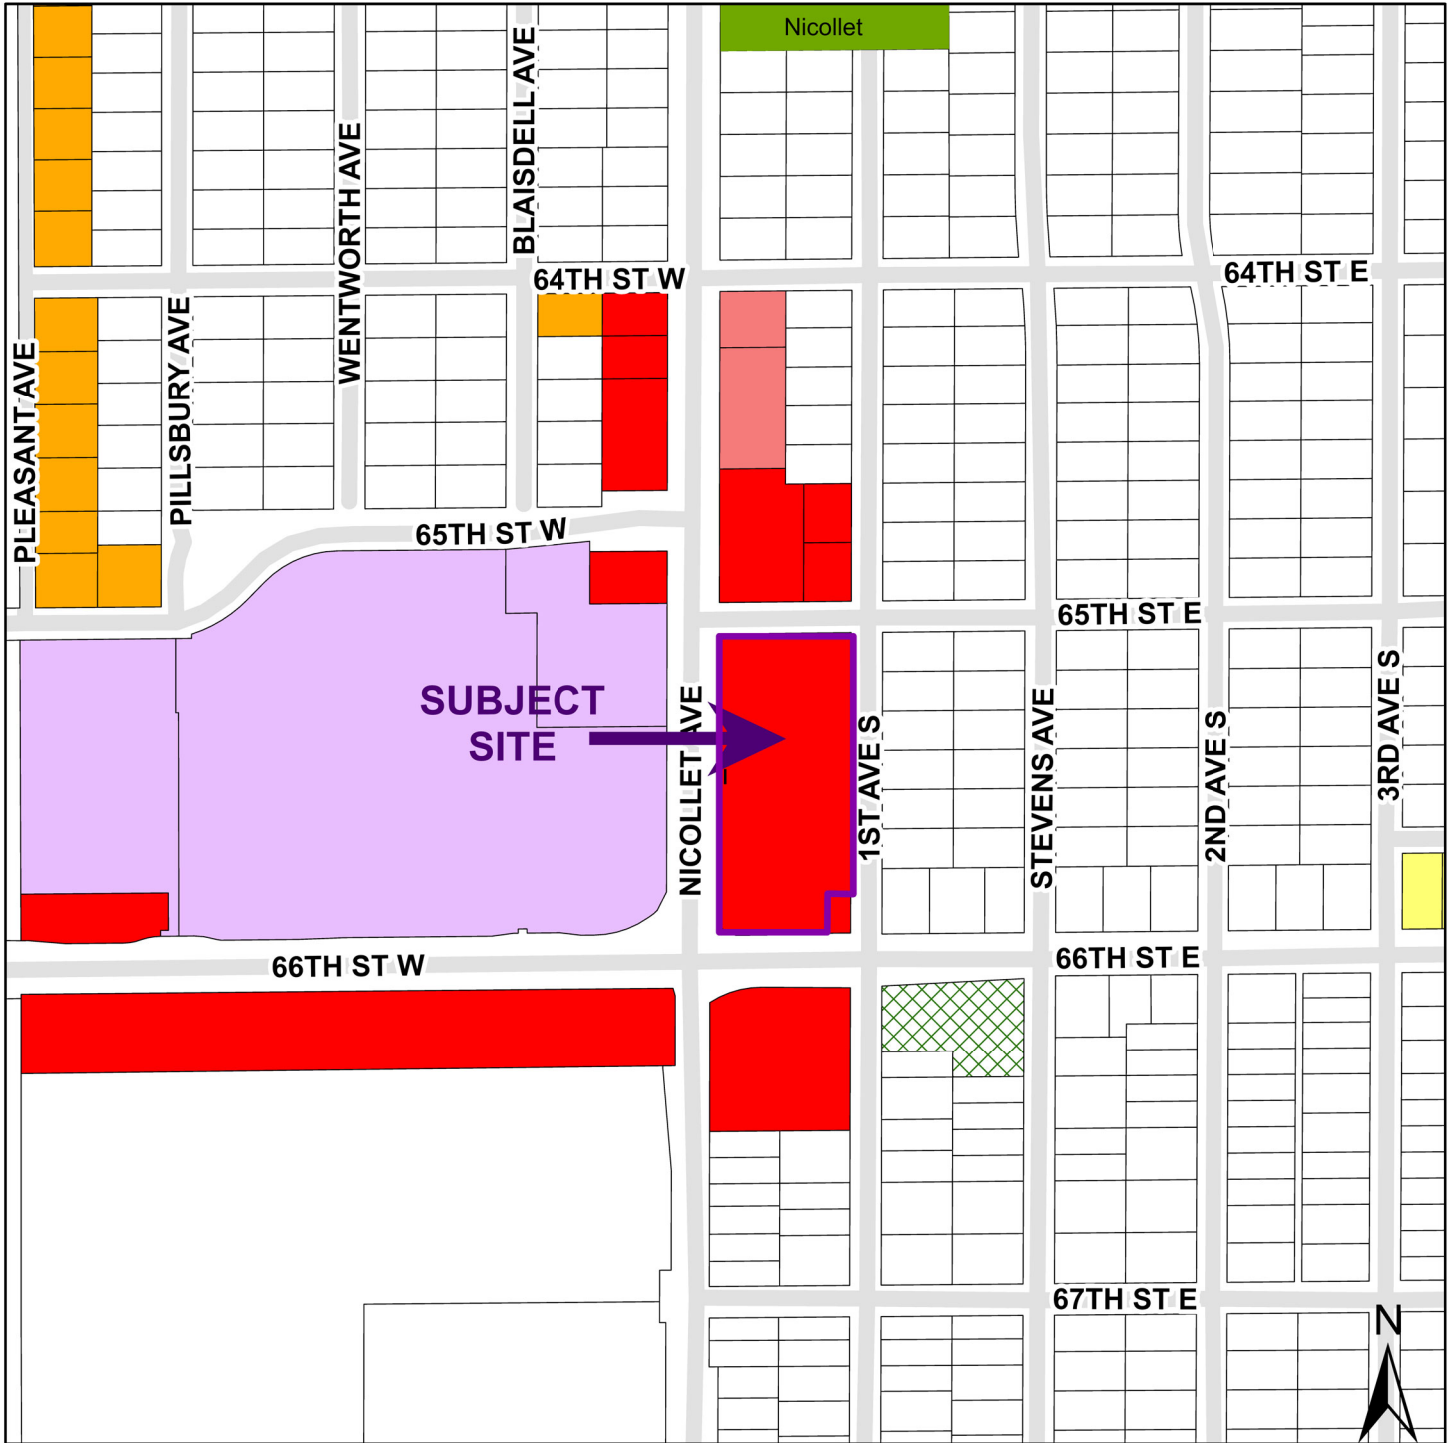 Nicollet
BLAISDELL AVE
WENTWORTH AVE
64TH ST W
64TH ST E
PILLSBURY AVE
PLEASANT AVE
65TH ST W
65TH ST E
SUBJECT
SITE
NICOLLET AVE
1ST AVE S
STEVENS AVE
2ND AVE S
3RD AVE S
66TH ST W
66TH ST E
67TH ST E
N